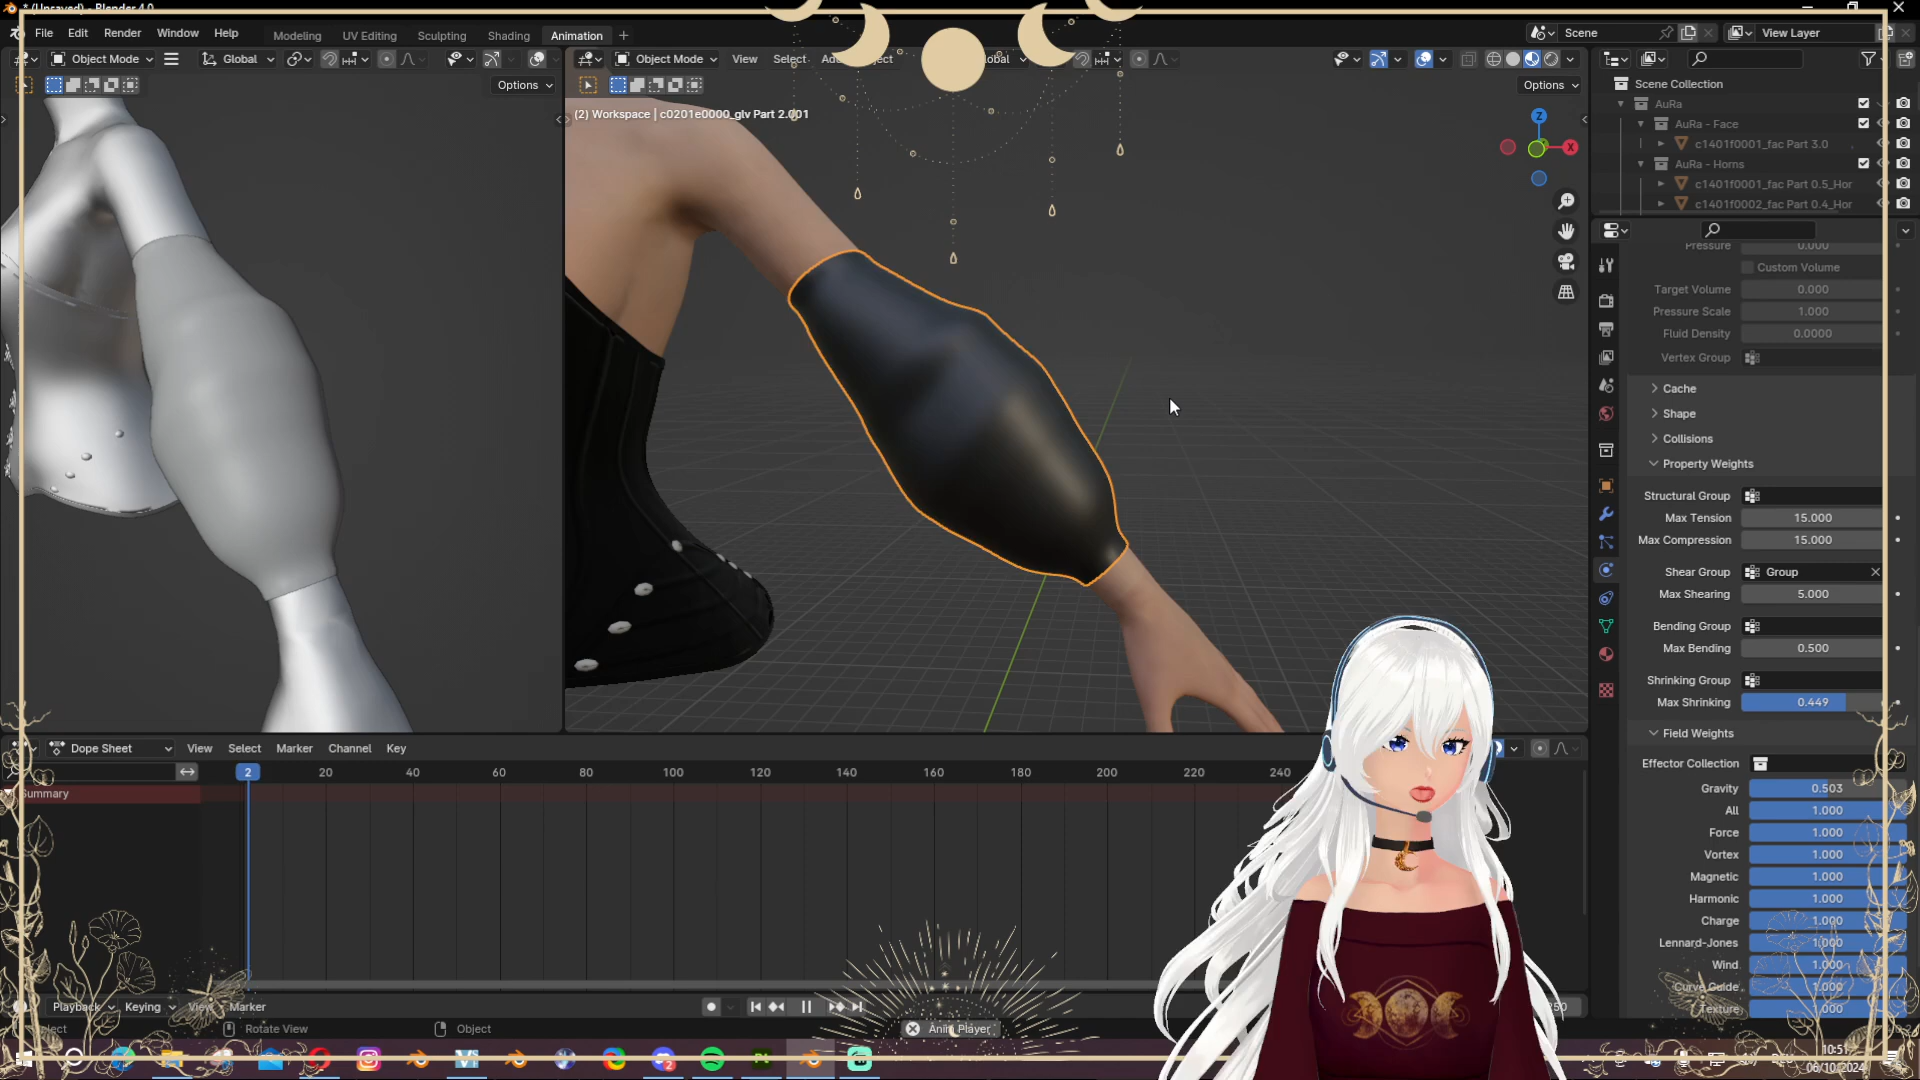 * (Unsaved) - Blender 4.0
File Edit Render Window Help
Modeling UV Editing Sculpting Shading Animation +
Scene
View Layer
Object Mode
Global
Object Mode View Select
Options
Options
(2) Workspace | c0201e0000_glv Part 2.001
Z
X
Scene Collection
AuRa
AuRa - Face
c1401f0001_fac Part 3.0
AuRa - Horns
c1401f0001_fac Part 0.5_Hor
c1401f0002_fac Part 0.4_Hor
Pressure 0.000
Custom Volume
Target Volume 0.000
Pressure Scale 1.000
Fluid Density 0.0000
Vertex Group
Cache
Shape
Collisions
Property Weights
Structural Group
Max Tension 15.000
Max Compression 15.000
Shear Group Group
Max Shearing 5.000
Bending Group
Max Bending 0.500
Shrinking Group
Max Shrinking 0.449
Field Weights
Effector Collection
Gravity 0.503
All 1.000
Force 1.000
Vortex 1.000
Magnetic 1.000
Harmonic 1.000
Charge 1.000
Lennard-Jones 1.000
Wind 1.000
Curve Guide 1.000
Texture
Dope Sheet View Select Marker Channel Key
2 20 40 60 80 100 120 140 160 180 200 220 240
Summary
Playback Keying View Marker
Rotate View
Object
Anim Player
10:51
06/10/2024